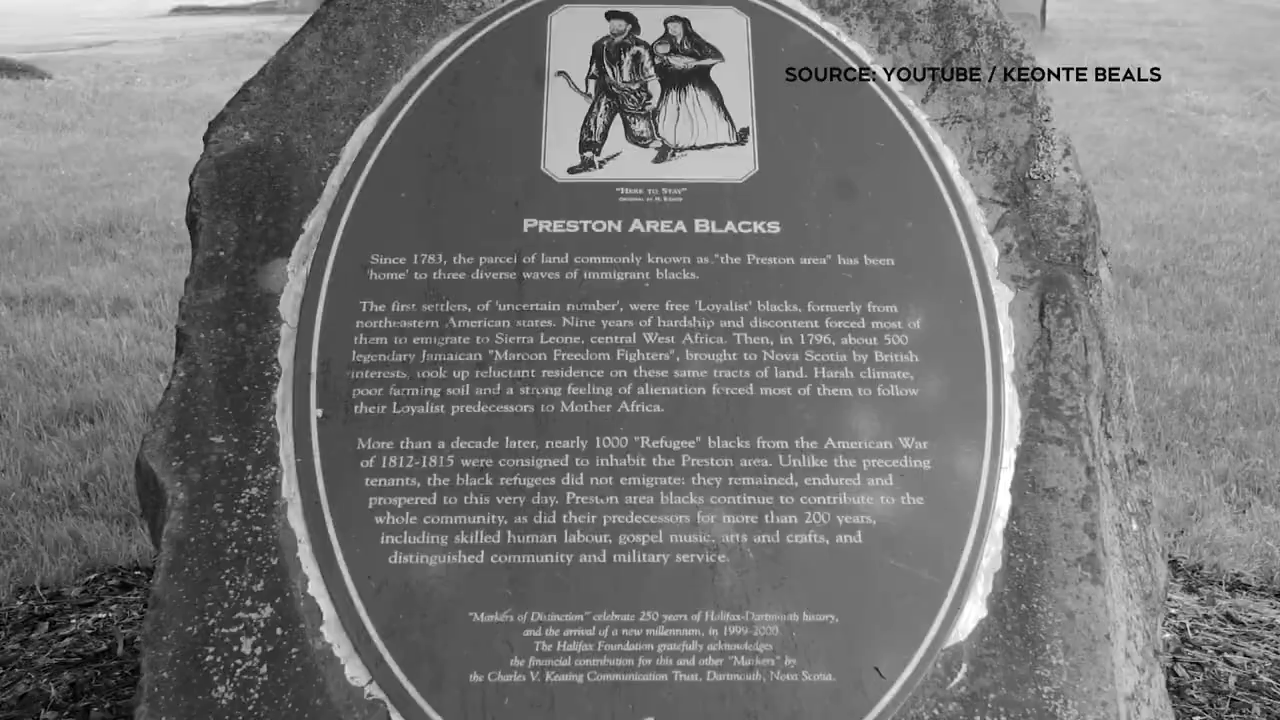 SOURCE: YOUTUBE / KEONTE BEALS
"HERE TO STAY"
PRESTON AREA BLACKS
Since 1783, the parcel of land commonly known as "the Preston area" has been
'home' to three diverse waves of immigrant blacks.
The first settlers, of 'uncertain number', were free 'Loyalist' blacks, formerly from
northeastern American states. Nine years of hardship and discontent forced most of
them to emigrate to Sierra Leone, central West Africa. Then, in 1796, about 500
legendary Jamaican "Maroon Freedom Fighters", brought to Nova Scotia by British
interests, took up reluctant residence on these same tracts of land. Harsh climate,
poor farming soil and a strong feeling of alienation forced most of them to follow
their Loyalist predecessors to Mother Africa.
More than a decade later, nearly 1000 "Refugee" blacks from the American War
of 1812-1815 were consigned to inhabit the Preston area. Unlike the preceding
tenants, the black refugees did not emigrate: they remained, endured and
prospered to this very day. Preston area blacks continue to contribute to the
whole community, as did their predecessors for more than 200 years,
including skilled human labour, gospel music, arts and crafts, and
distinguished community and military service.
"Markers of Distinction" celebrate 250 years of Halifax-Dartmouth history,
and the arrival of a new millennium, in 1999-2000.
The Halifax Foundation gratefully acknowledges
the financial contribution for this and other "Markers" by
the Charles V. Keating Communication Trust, Dartmouth, Nova Scotia.